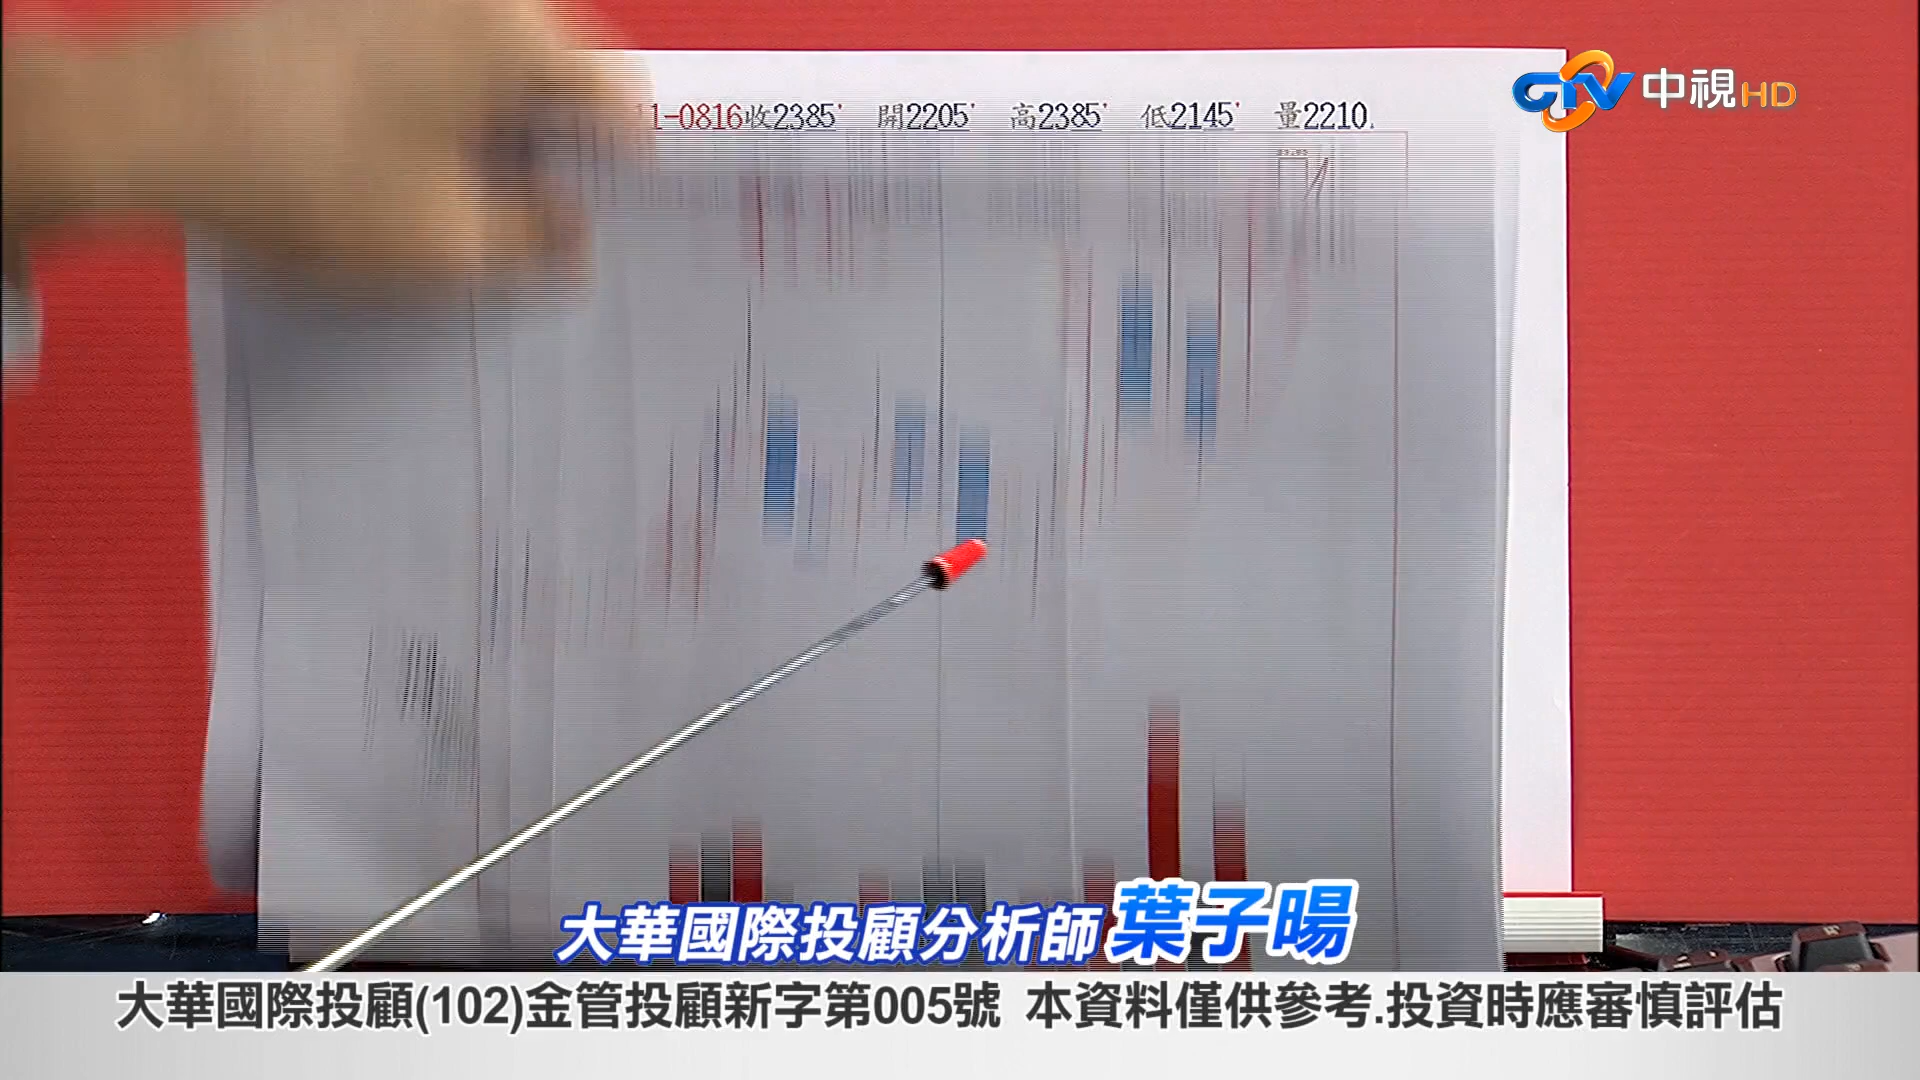 1-0816收2385' 開2205' 高2385' 低2145' 量2210.
CTV 中視HD
大華國際投顧分析師 葉子暘
大華國際投顧(102)金管投顧新字第005號 本資料僅供參考.投資時應審慎評估